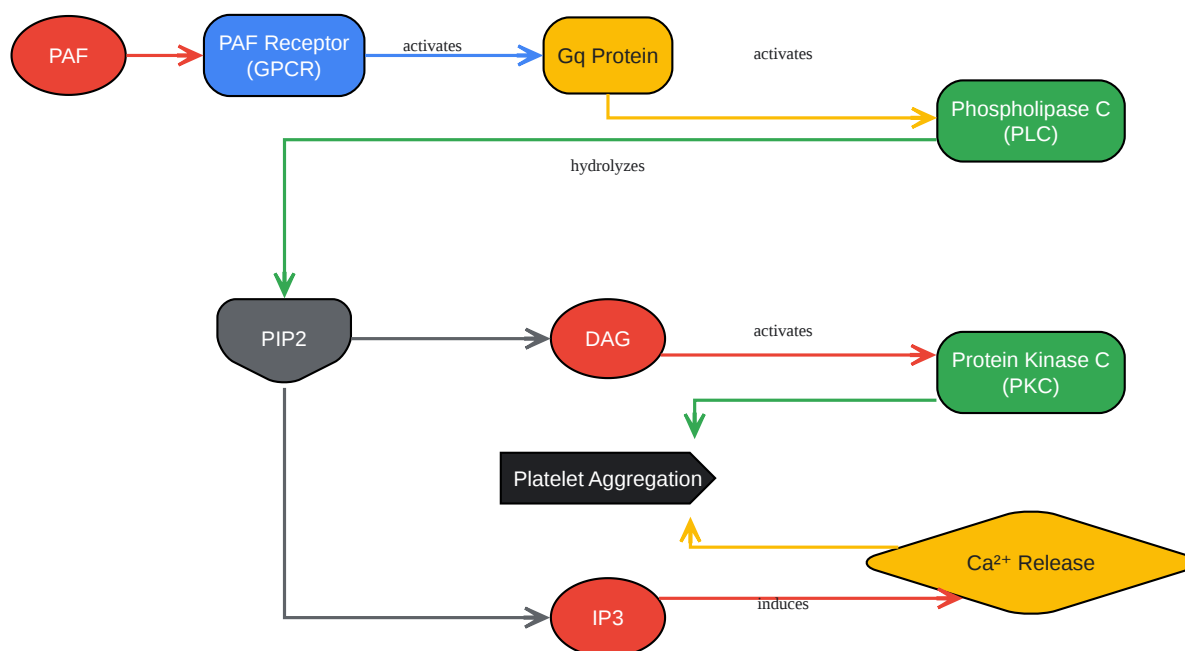 PAF
PAF Receptor
(GPCR)
activates
Gq Protein
activates
Phospholipase C
(PLC)
hydrolyzes
PIP2
DAG
activates
Protein Kinase C
(PKC)
Platelet Aggregation
Ca²⁺ Release
IP3
induces